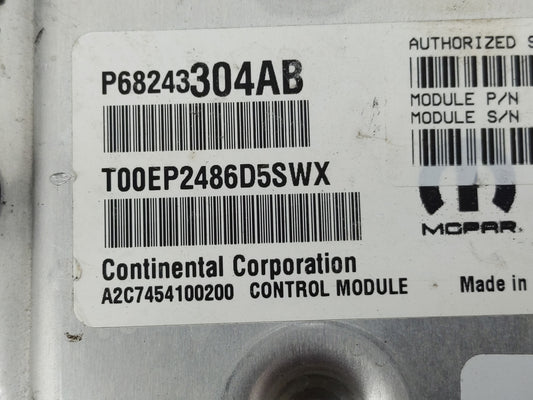 P68243304AB
T00EP2486D5SWX
Continental Corporation
A2C7454100200 CONTROL MODULE
Made in
AUTHORIZED
MODULE P/N
MODULE S/N
MOPAR